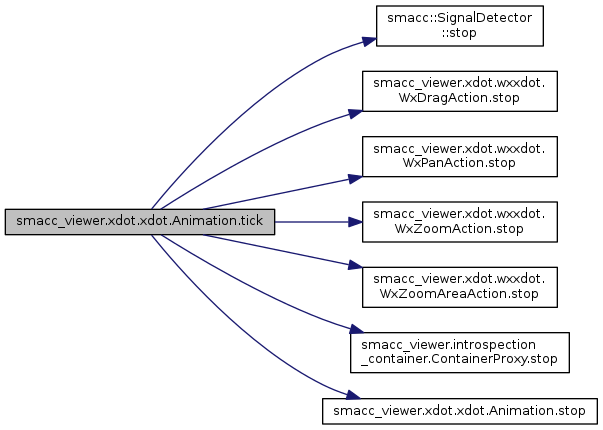 smacc::SignalDetector
::stop
smacc_viewer.xdot.wxxdot.
WxDragAction.stop
smacc_viewer.xdot.wxxdot.
WxPanAction.stop
smacc_viewer.xdot.xdot.Animation.tick
smacc_viewer.xdot.wxxdot.
WxZoomAction.stop
smacc_viewer.xdot.wxxdot.
WxZoomAreaAction.stop
smacc_viewer.introspection
_container.ContainerProxy.stop
smacc_viewer.xdot.xdot.Animation.stop